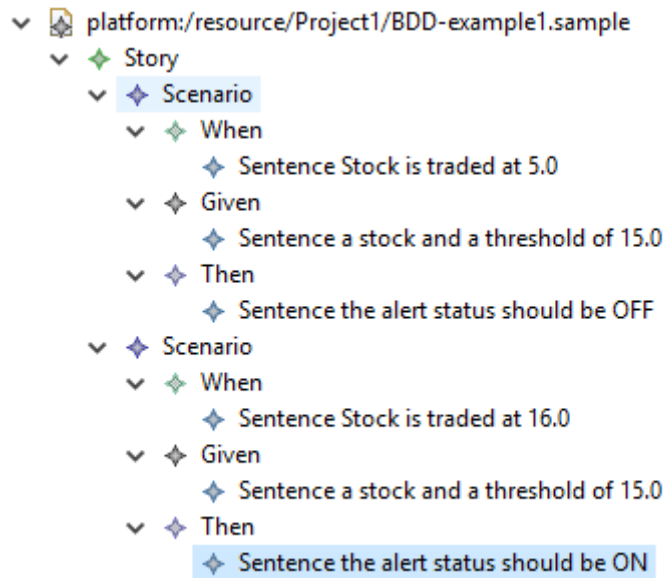 platform:/resource/Project1/BDD-example1.sample
Story
Scenario
When
Sentence Stock is traded at 5.0
Given
Sentence a stock and a threshold of 15.0
Then
Sentence the alert status should be OFF
Scenario
When
Sentence Stock is traded at 16.0
Given
Sentence a stock and a threshold of 15.0
Then
Sentence the alert status should be ON